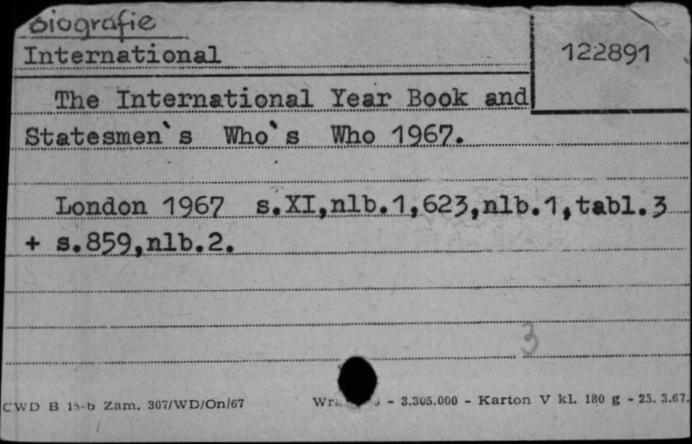 Biografie
International 122891
The International Year Book and
Statesmen`s Who`s Who 1967.
London 1967 s.XI,nlb.1,623,nlb.1,tabl.3
+ s.859,nlb.2.
3
CWD B 15-b Zam. 307/WD/On/67 - 3.305.000 - Karton V kl. 180 g - 25. 3.67.